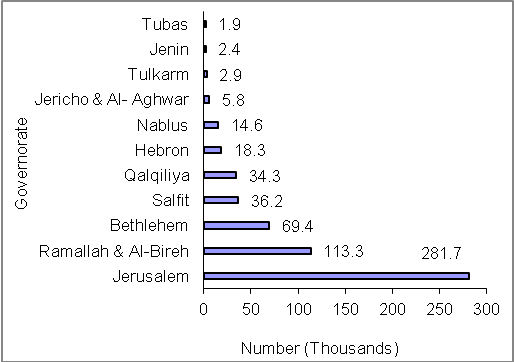 Governorate
Tubas 1.9
Jenin 2.4
Tulkarm 2.9
Jericho & Al- Aghwar 5.8
Nablus 14.6
Hebron 18.3
Qalqiliya 34.3
Salfit 36.2
Bethlehem 69.4
Ramallah & Al-Bireh 113.3
Jerusalem 281.7
0 50 100 150 200 250 300
Number (Thousands)